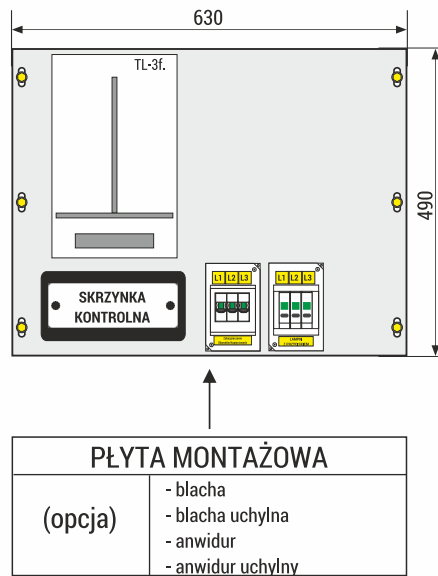 630
TL-3f.
490
SKRZYNKA
KONTROLNA
L1 L2 L3
L1 L2 L3
PŁYTA MONTAŻOWA
(opcja)
- blacha
- blacha uchylna
- anwidur
- anwidur uchylny